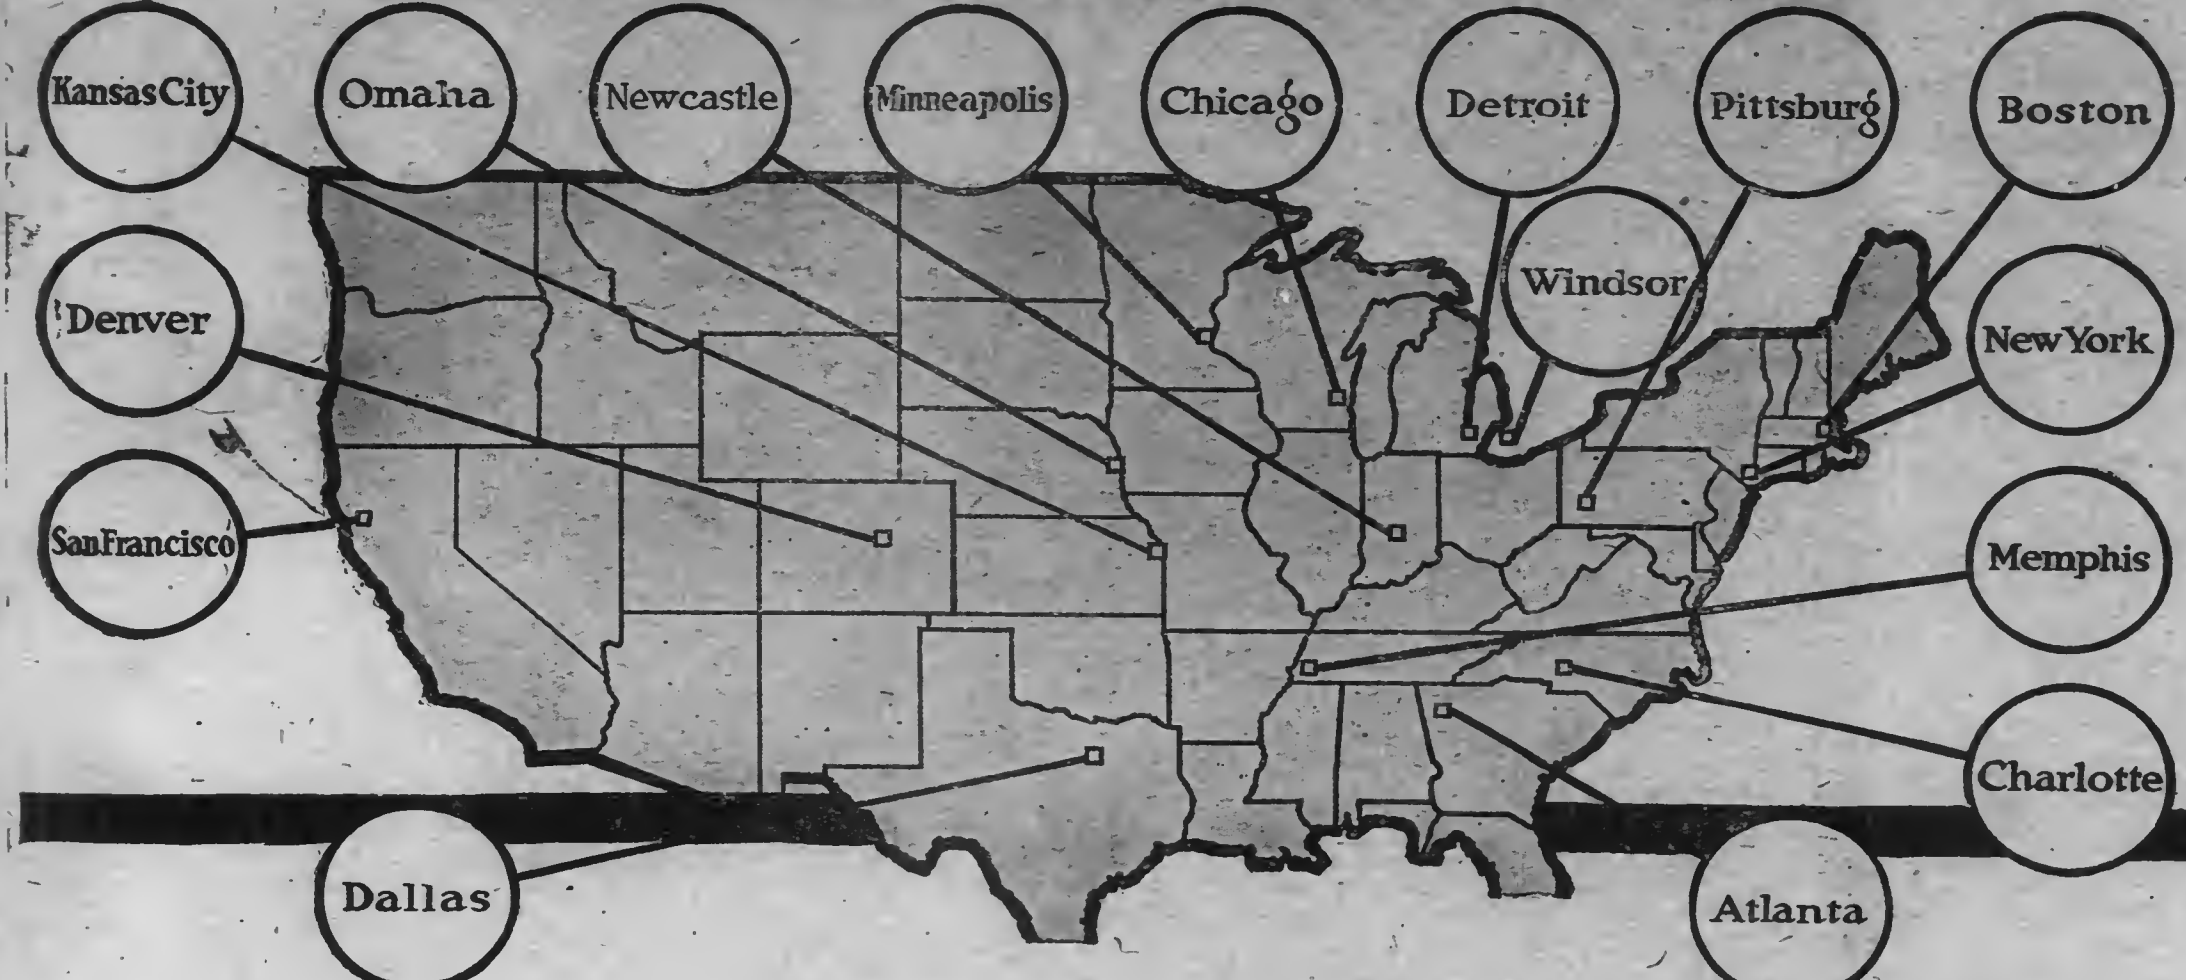 Kansas City
Omaha
Newcastle
Minneapolis
Chicago
Detroit
Pittsburg
Boston
Windsor
Denver
New York
San Francisco
Memphis
Charlotte
Dallas
Atlanta